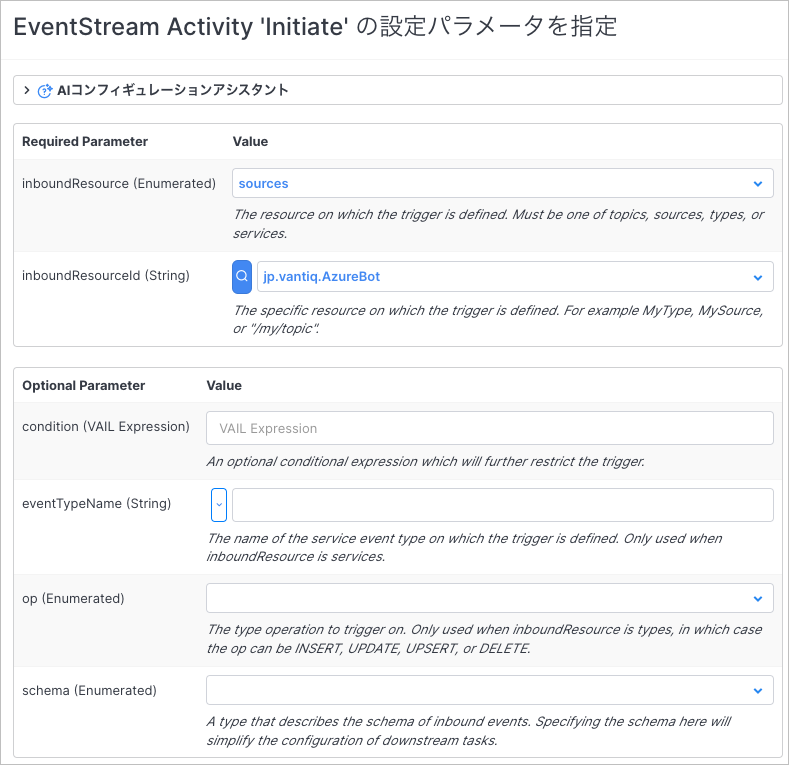 EventStream Activity 'Initiate' の設定パラメータを指定
AIコンフィギュレーションアシスタント
Required Parameter Value
inboundResource (Enumerated) sources
The resource on which the trigger is defined. Must be one of topics, sources, types, or
services.
inboundResourceId (String) jp.vantiq.AzureBot
The specific resource on which the trigger is defined. For example MyType, MySource,
or "/my/topic".
Optional Parameter Value
condition (VAIL Expression) VAIL Expression
An optional conditional expression which will further restrict the trigger.
eventTypeName (String)
The name of the service event type on which the trigger is defined. Only used when
inboundResource is services.
op (Enumerated)
The type operation to trigger on. Only used when inboundResource is types, in which case
the op can be INSERT, UPDATE, UPSERT, or DELETE.
schema (Enumerated)
A type that describes the schema of inbound events. Specifying the schema here will
simplify the configuration of downstream tasks.